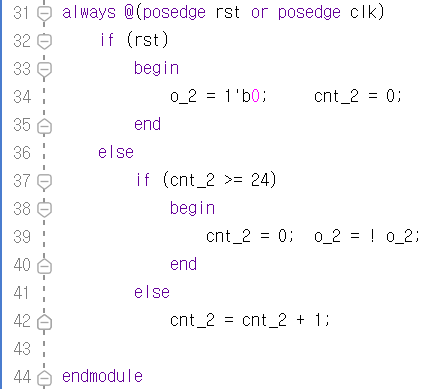 31 always @(posedge rst or posedge clk)
32 if (rst)
33 begin
34 o_2 = 1'b0; cnt_2 = 0;
35 end
36 else
37 if (cnt_2 >= 24)
38 begin
39 cnt_2 = 0; o_2 = ! o_2;
40 end
41 else
42 cnt_2 = cnt_2 + 1;
43
44 endmodule